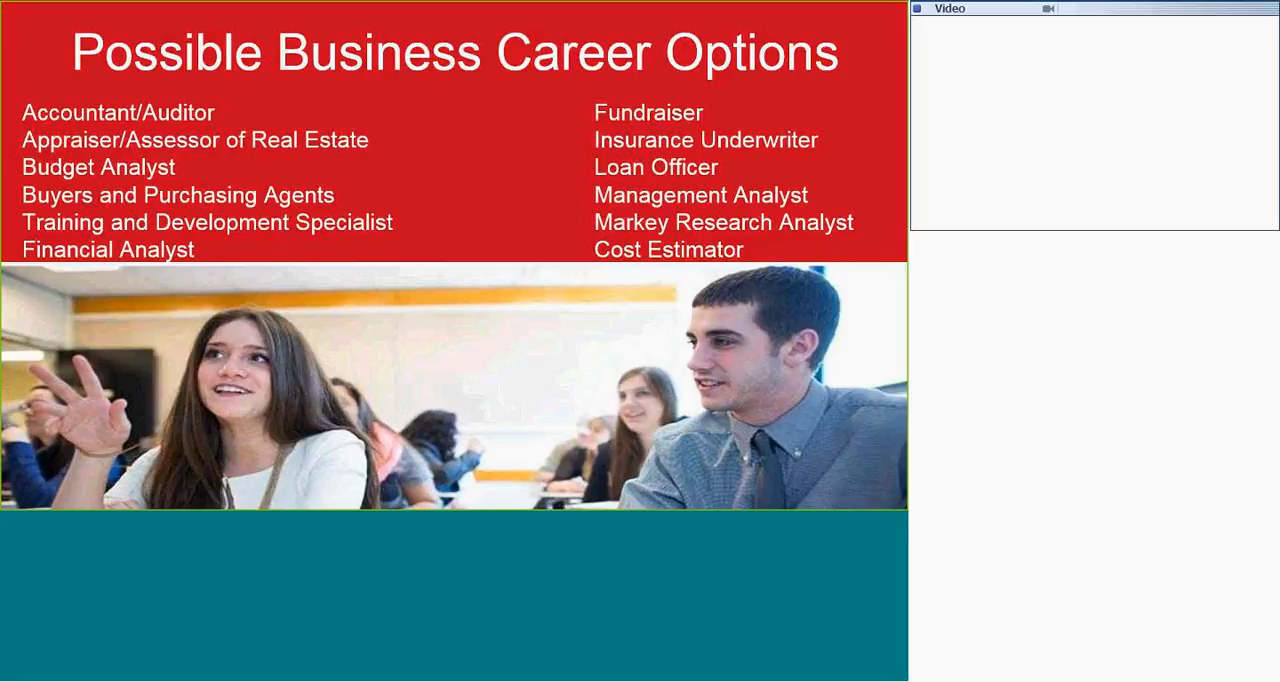 Possible Business Career Options
Accountant/Auditor
Appraiser/Assessor of Real Estate
Budget Analyst
Buyers and Purchasing Agents
Training and Development Specialist
Financial Analyst
Fundraiser
Insurance Underwriter
Loan Officer
Management Analyst
Markey Research Analyst
Cost Estimator
Video